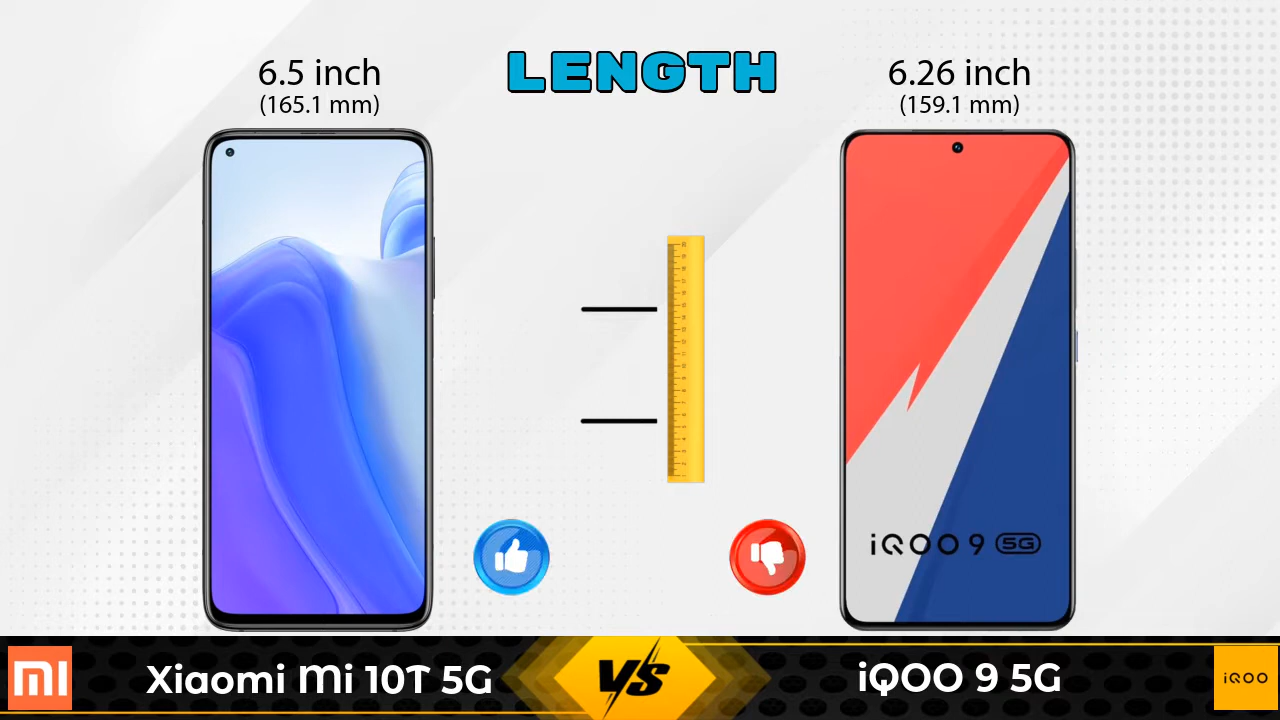 LENGTH
6.5 inch
(165.1 mm)
6.26 inch
(159.1 mm)
iQOO 9 5G
MI
Xiaomi Mi 10T 5G
VS
iQOO 9 5G
iQOO